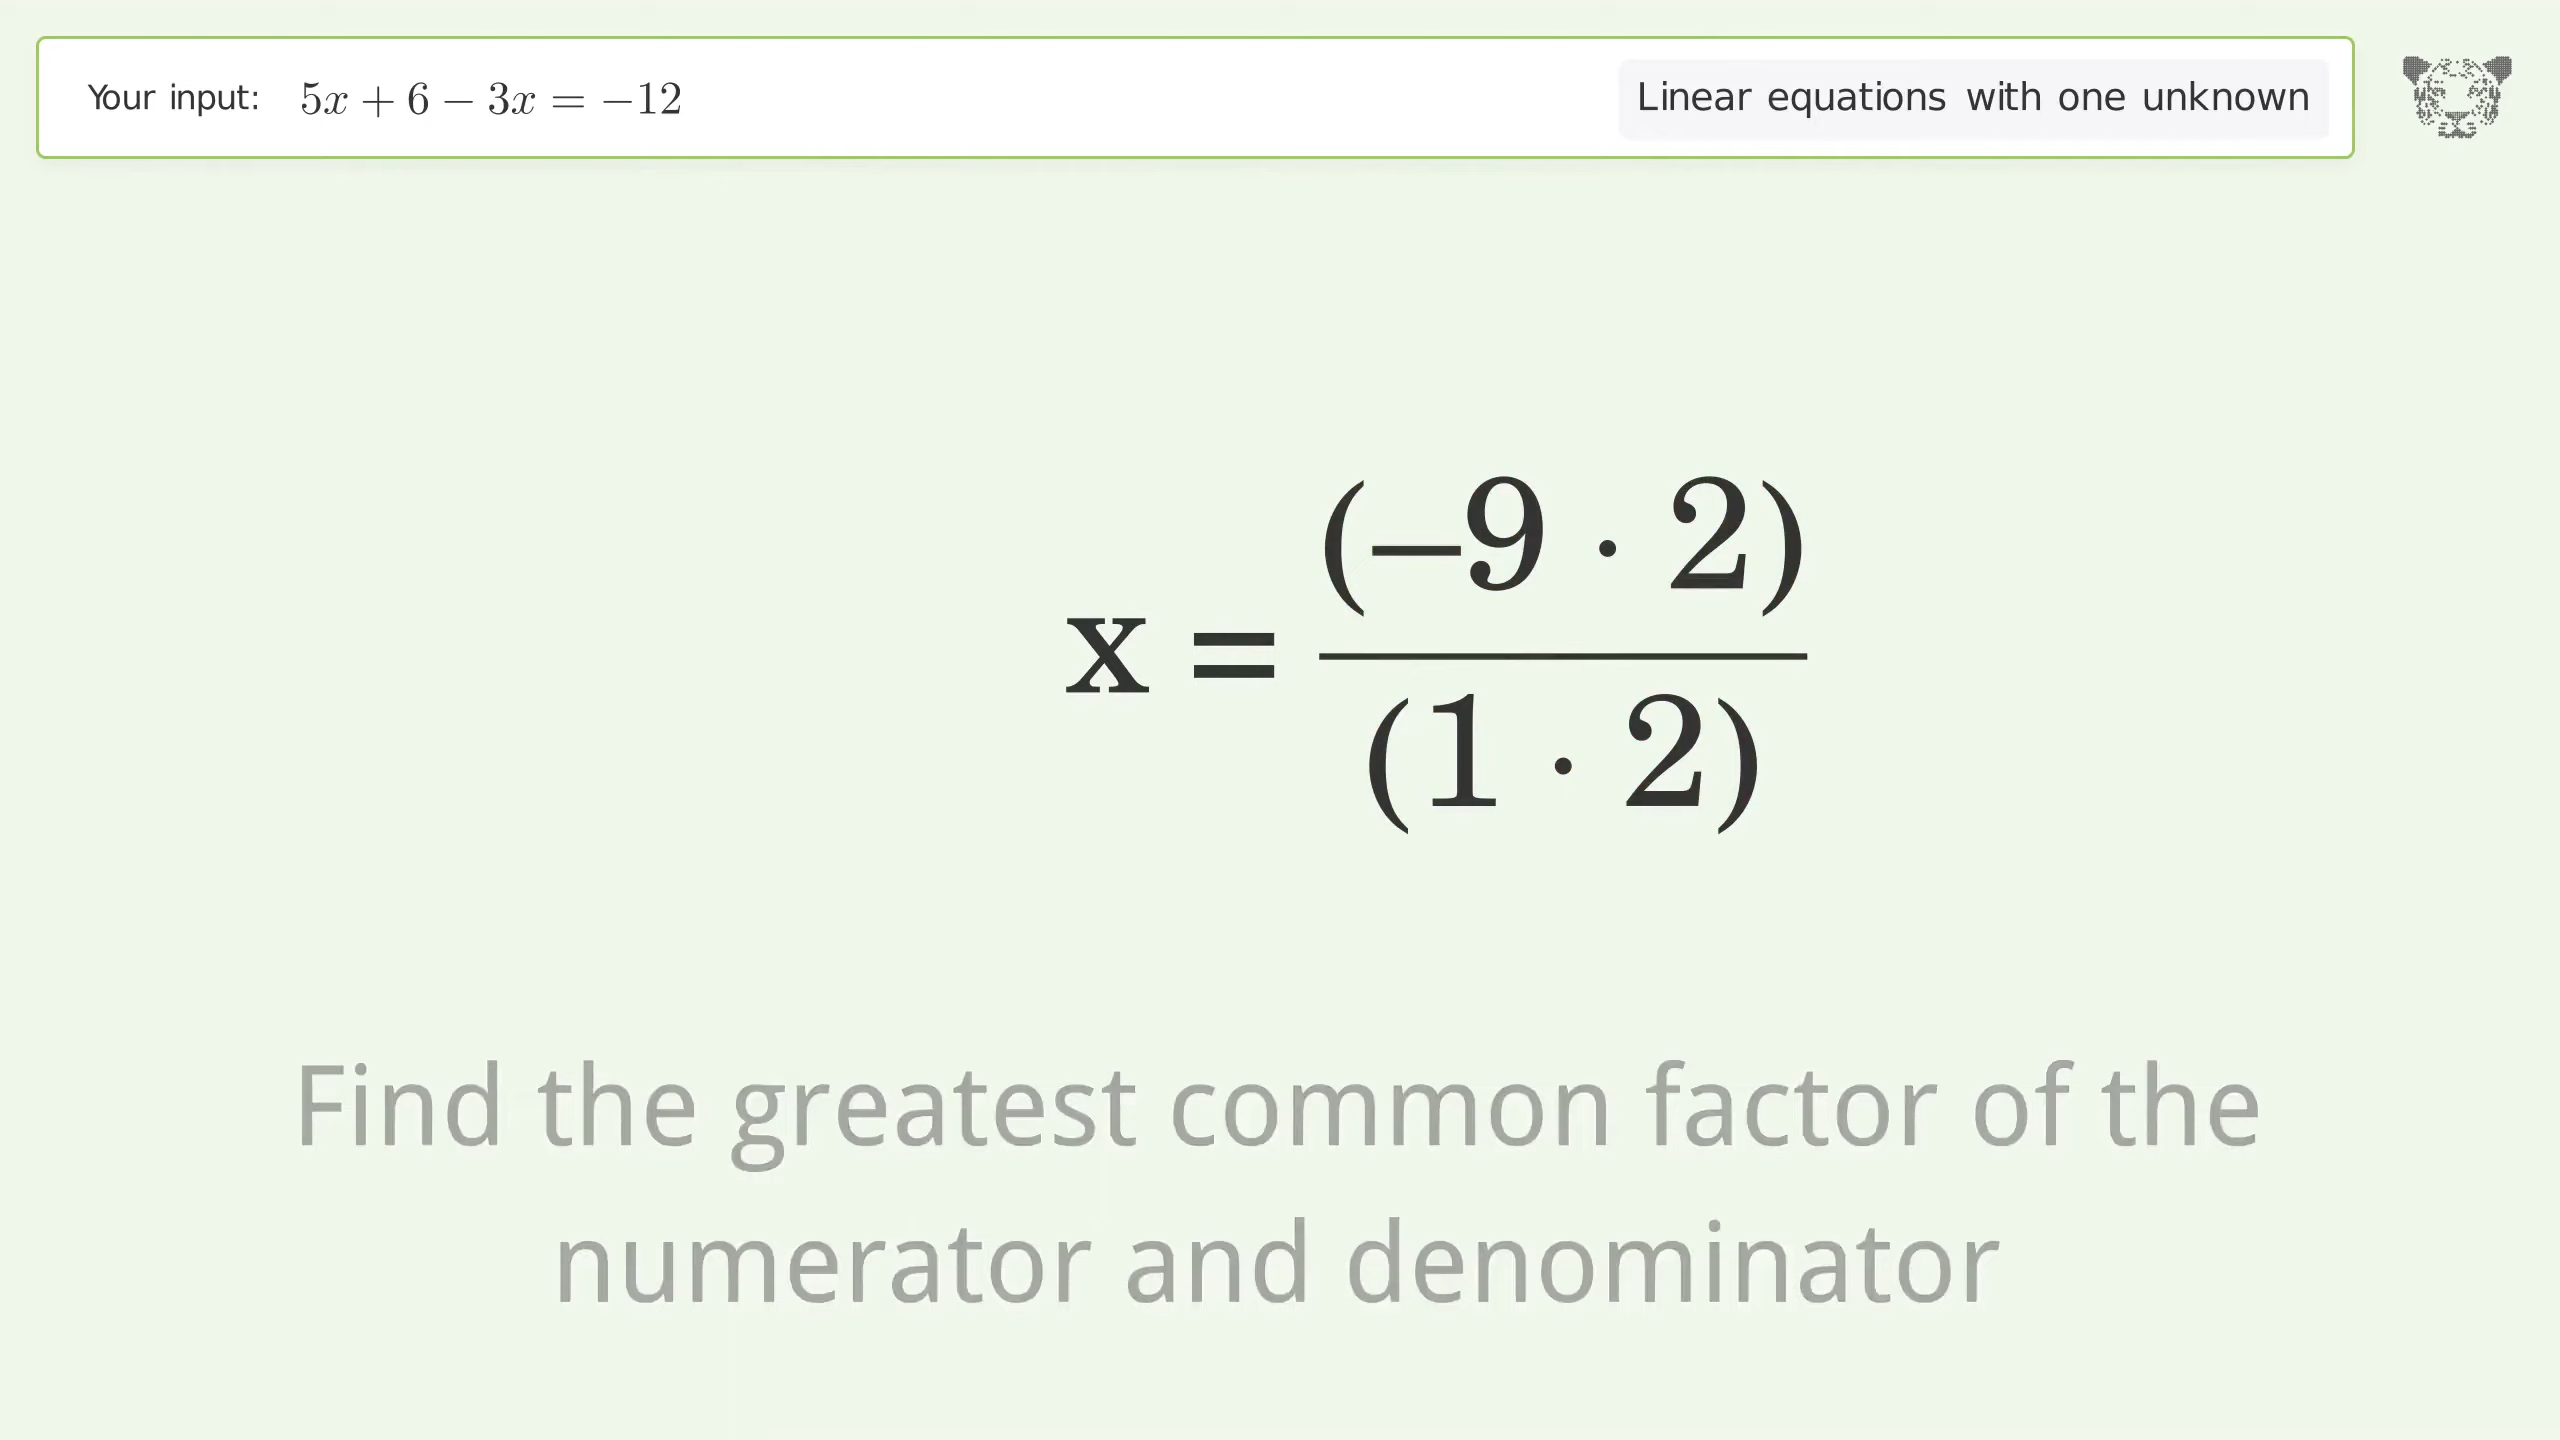 Your input: 5x + 6 − 3x = −12
Linear equations with one unknown
x = (−9 · 2)
(1 · 2)
Find the greatest common factor of the
numerator and denominator